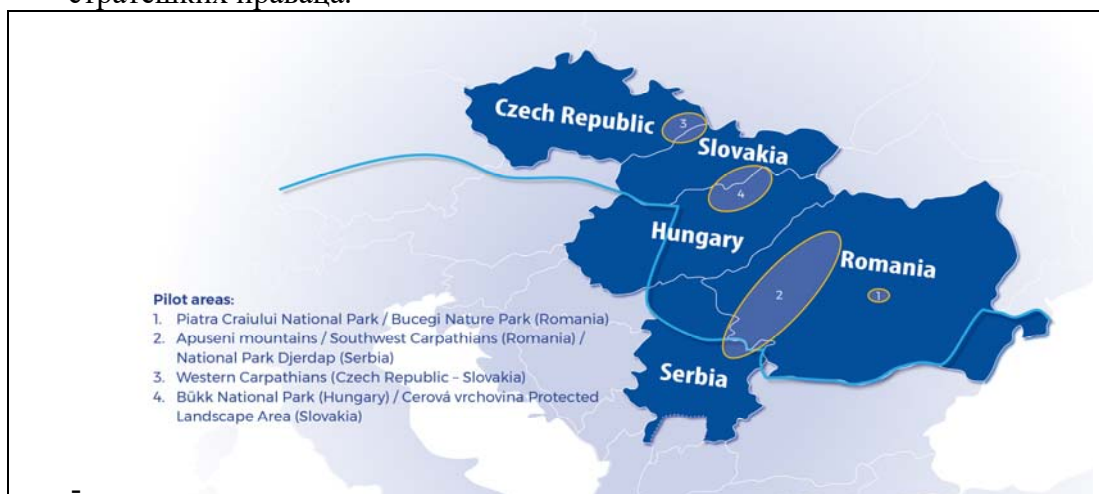 стратешких праваца.
Czech Republic
3
Slovakia
4
Hungary
Romania
2
1
Serbia
Pilot areas:
1. Piatra Craiului National Park / Bucegi Nature Park (Romania)
2. Apuseni mountains / Southwest Carpathians (Romania) /
National Park Djerdap (Serbia)
3. Western Carpathians (Czech Republic – Slovakia)
4. Bükk National Park (Hungary) / Cerová vrchovina Protected
Landscape Area (Slovakia)
-